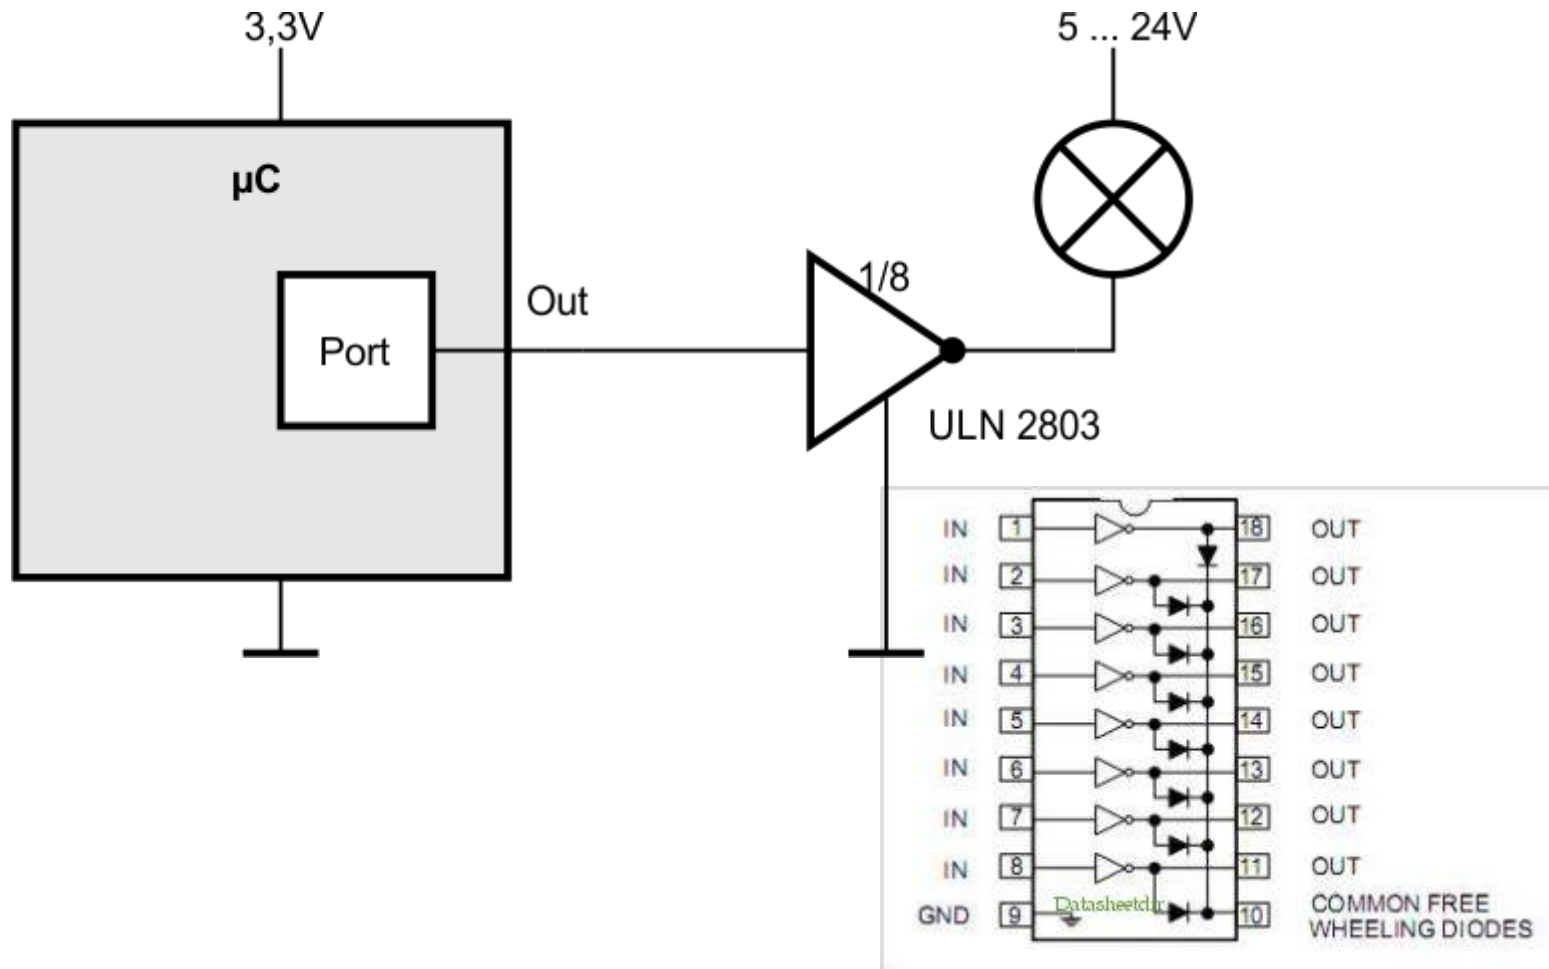 3,3V
5 ... 24V
µC
1/8
Out
Port
ULN 2803
IN 1 18 OUT
IN 2 17 OUT
IN 3 16 OUT
IN 4 15 OUT
IN 5 14 OUT
IN 6 13 OUT
IN 7 12 OUT
IN 8 11 OUT
GND 9 Datasheetdir 10 COMMON FREE
WHEELING DIODES